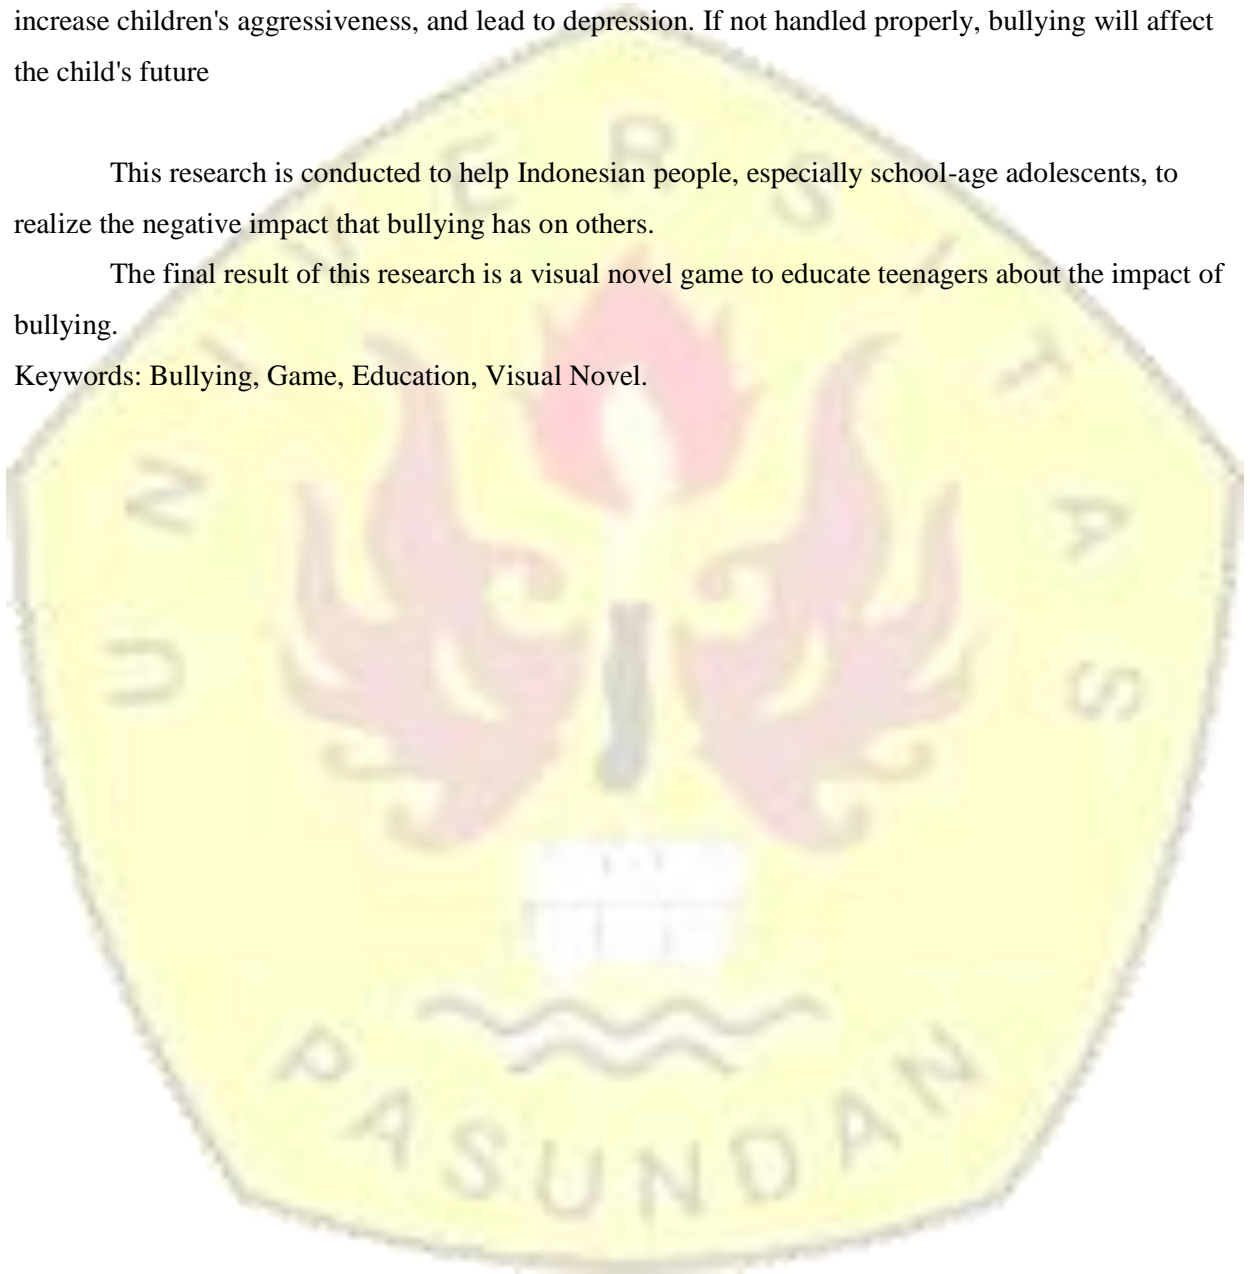 increase children's aggressiveness, and lead to depression. If not handled properly, bullying will affect
the child's future
This research is conducted to help Indonesian people, especially school-age adolescents, to
realize the negative impact that bullying has on others.
The final result of this research is a visual novel game to educate teenagers about the impact of
bullying.
Keywords: Bullying, Game, Education, Visual Novel.
UNIVERSITAS
PASUNDAN